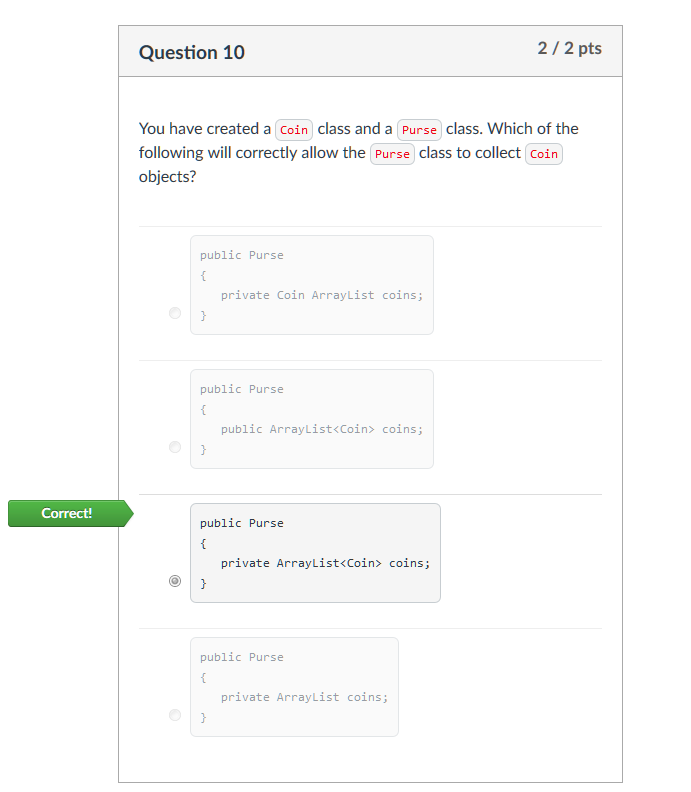 Question 10
2 / 2 pts
You have created a Coin class and a Purse class. Which of the
following will correctly allow the Purse class to collect Coin
objects?
public Purse
{
private Coin ArrayList coins;
}
public Purse
{
public ArrayList<Coin> coins;
}
Correct!
public Purse
{
private ArrayList<Coin> coins;
}
public Purse
{
private ArrayList coins;
}